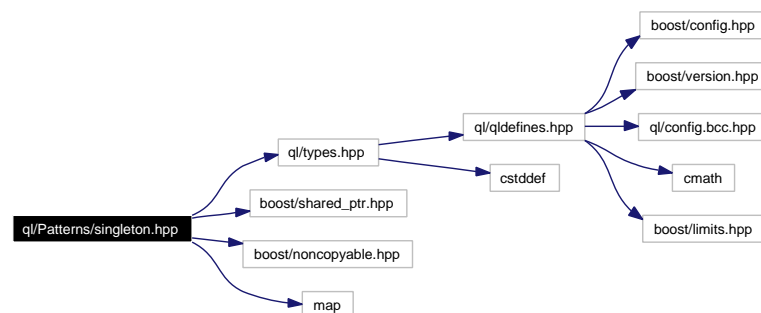 boost/config.hpp
boost/version.hpp
ql/qldefines.hpp
ql/config.bcc.hpp
ql/types.hpp
cstddef
cmath
boost/shared_ptr.hpp
ql/Patterns/singleton.hpp
boost/limits.hpp
boost/noncopyable.hpp
map